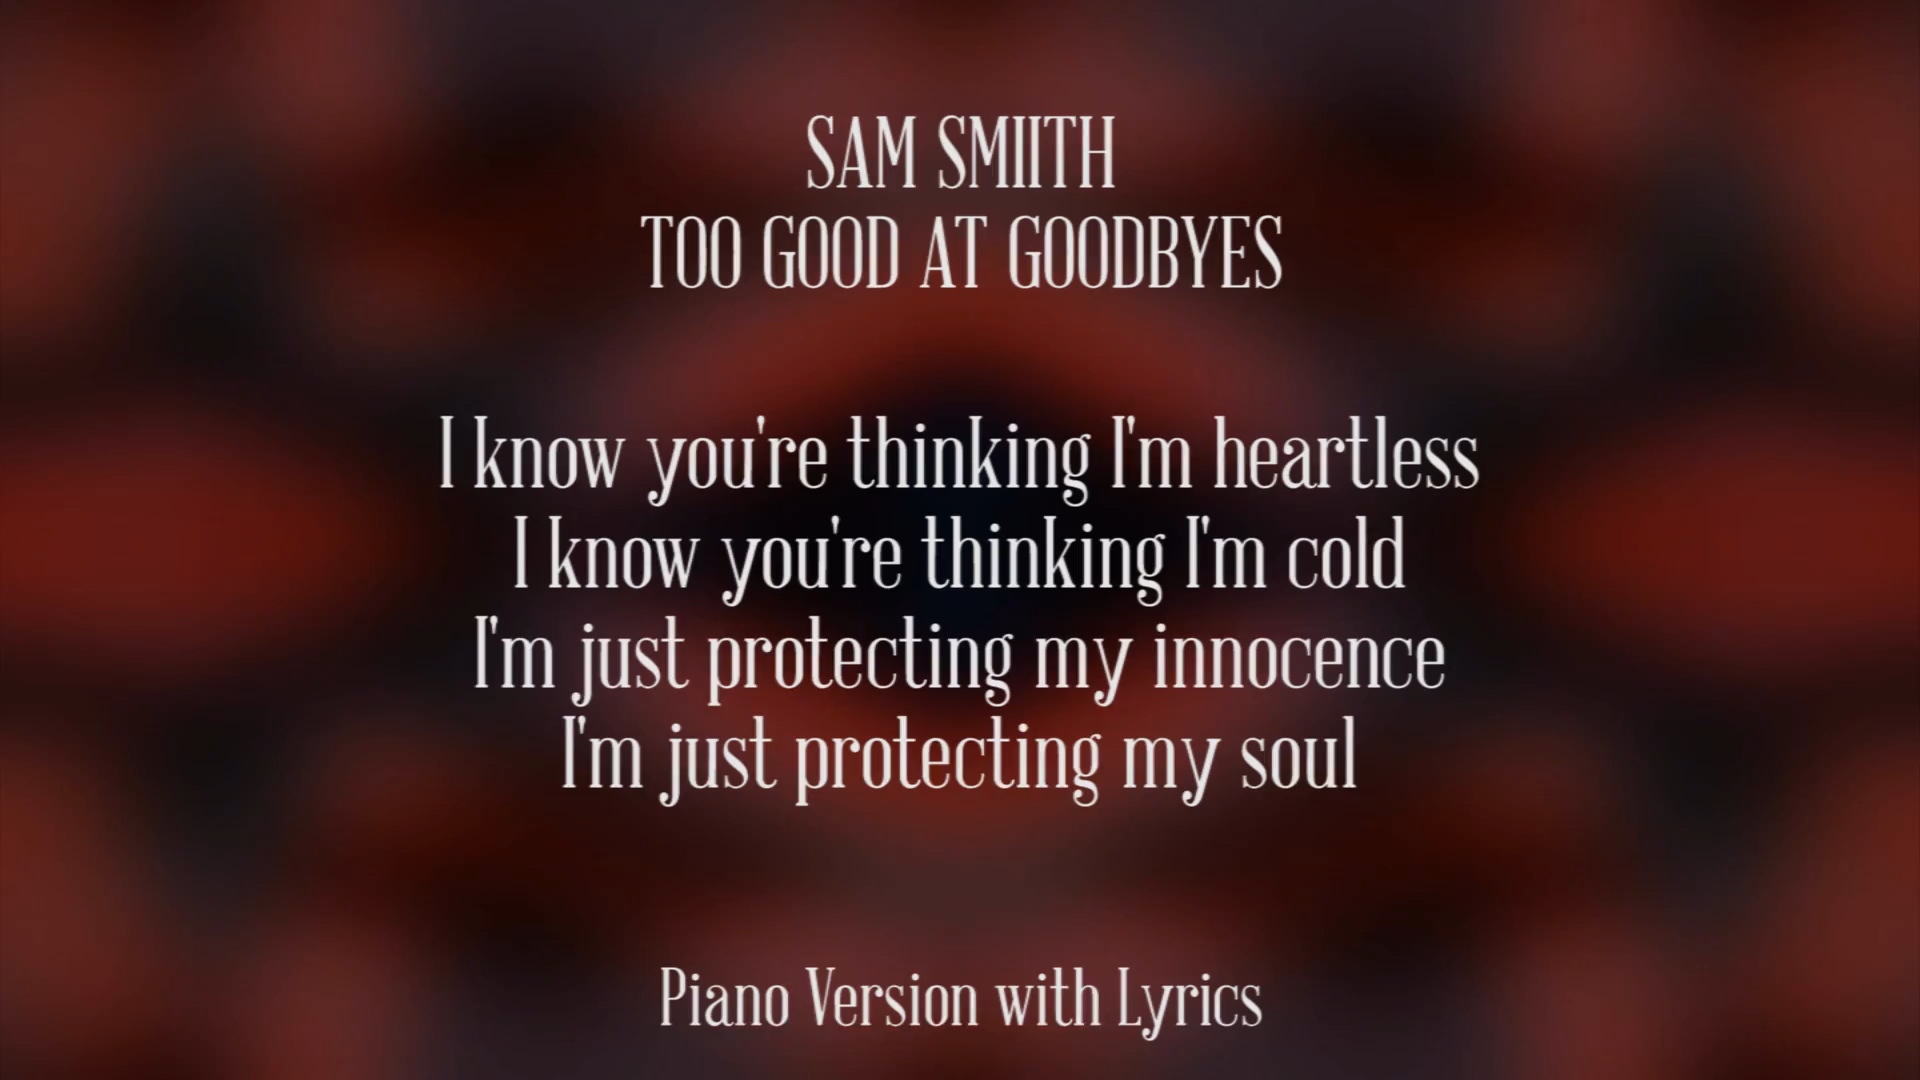 SAM SMIITH
TOO GOOD AT GOODBYES
I know you're thinking I'm heartless
I know you're thinking I'm cold
I'm just protecting my innocence
I'm just protecting my soul
Piano Version with Lyrics